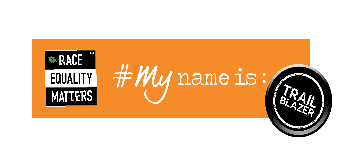 RACE
EQUALITY
MATTERS
#My name is:
TRAIL
BLAZER